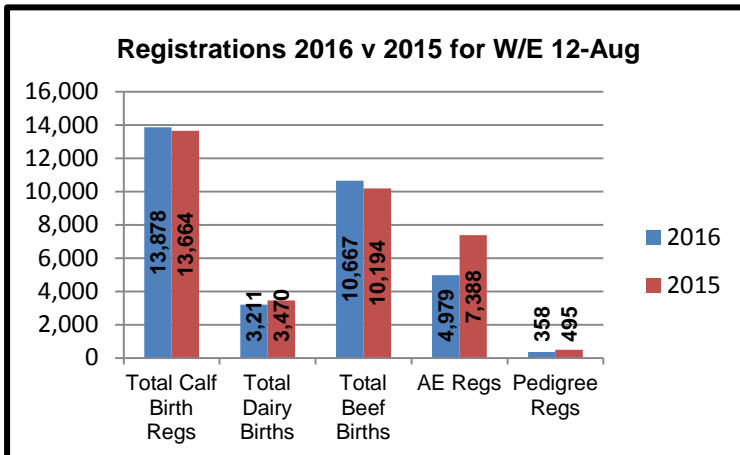 Registrations 2016 v 2015 for W/E 12-Aug
16,000
14,000
12,000
10,000
8,000
6,000
4,000
2,000
0
13,878
13,664
3,211
3,470
10,667
10,194
4,979
7,388
358
495
Total Calf
Birth
Regs
Total
Dairy
Births
Total
Beef
Births
AE Regs
Pedigree
Regs
2016
2015